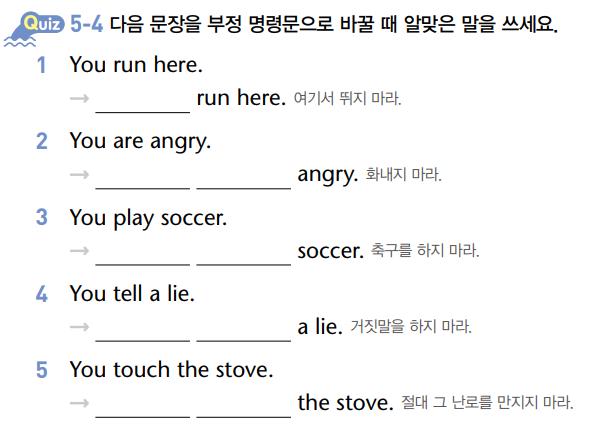 Quiz 5-4 다음 문장을 부정 명령문으로 바꿀 때 알맞은 말을 쓰세요.
1 You run here.
→ ________ run here. 여기서 뛰지 마라.
2 You are angry.
→ ________ ________ angry. 화내지 마라.
3 You play soccer.
→ ________ ________ soccer. 축구를 하지 마라.
4 You tell a lie.
→ ________ ________ a lie. 거짓말을 하지 마라.
5 You touch the stove.
→ ________ ________ the stove. 절대 그 난로를 만지지 마라.